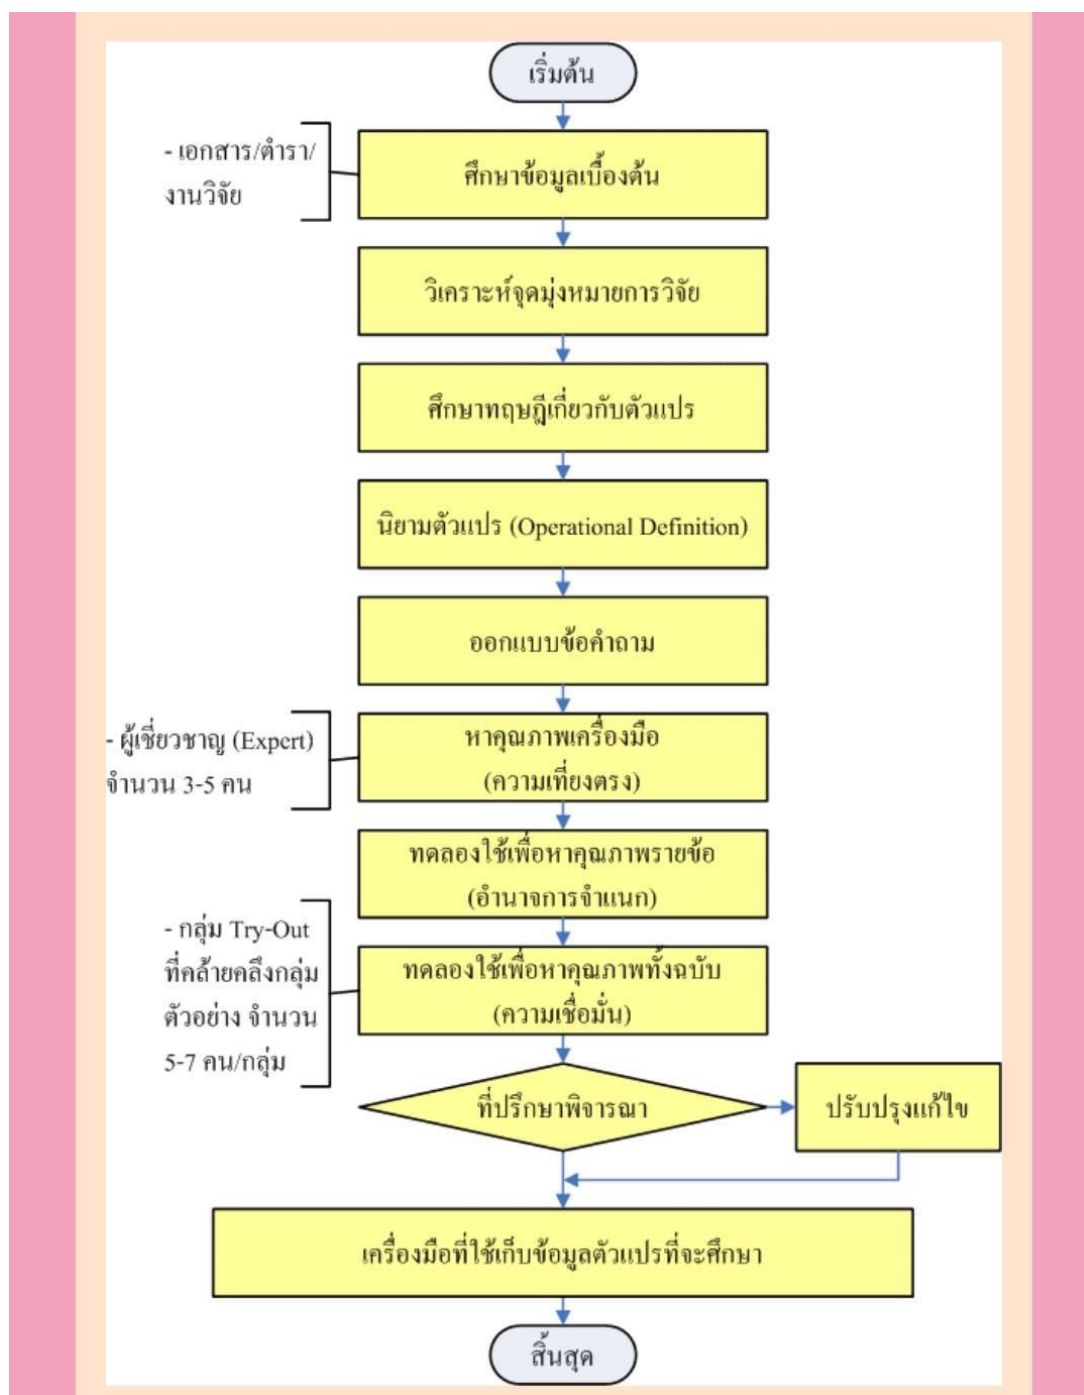 เริ่มต้น
- เอกสาร/ตำรา/
งานวิจัย
ศึกษาข้อมูลเบื้องต้น
วิเคราะห์จุดมุ่งหมายการวิจัย
ศึกษาทฤษฎีเกี่ยวกับตัวแปร
นิยามตัวแปร (Operational Definition)
ออกแบบข้อคำถาม
- ผู้เชี่ยวชาญ (Expert)
จำนวน 3-5 คน
หาคุณภาพเครื่องมือ
(ความเที่ยงตรง)
ทดลองใช้เพื่อหาคุณภาพรายข้อ
(อำนาจการจำแนก)
- กลุ่ม Try-Out
ที่คล้ายคลึงกลุ่ม
ตัวอย่าง จำนวน
5-7 คน/กลุ่ม
ทดลองใช้เพื่อหาคุณภาพทั้งฉบับ
(ความเชื่อมั่น)
ที่ปรึกษาพิจารณา
ปรับปรุงแก้ไข
เครื่องมือที่ใช้เก็บข้อมูลตัวแปรที่จะศึกษา
สิ้นสุด